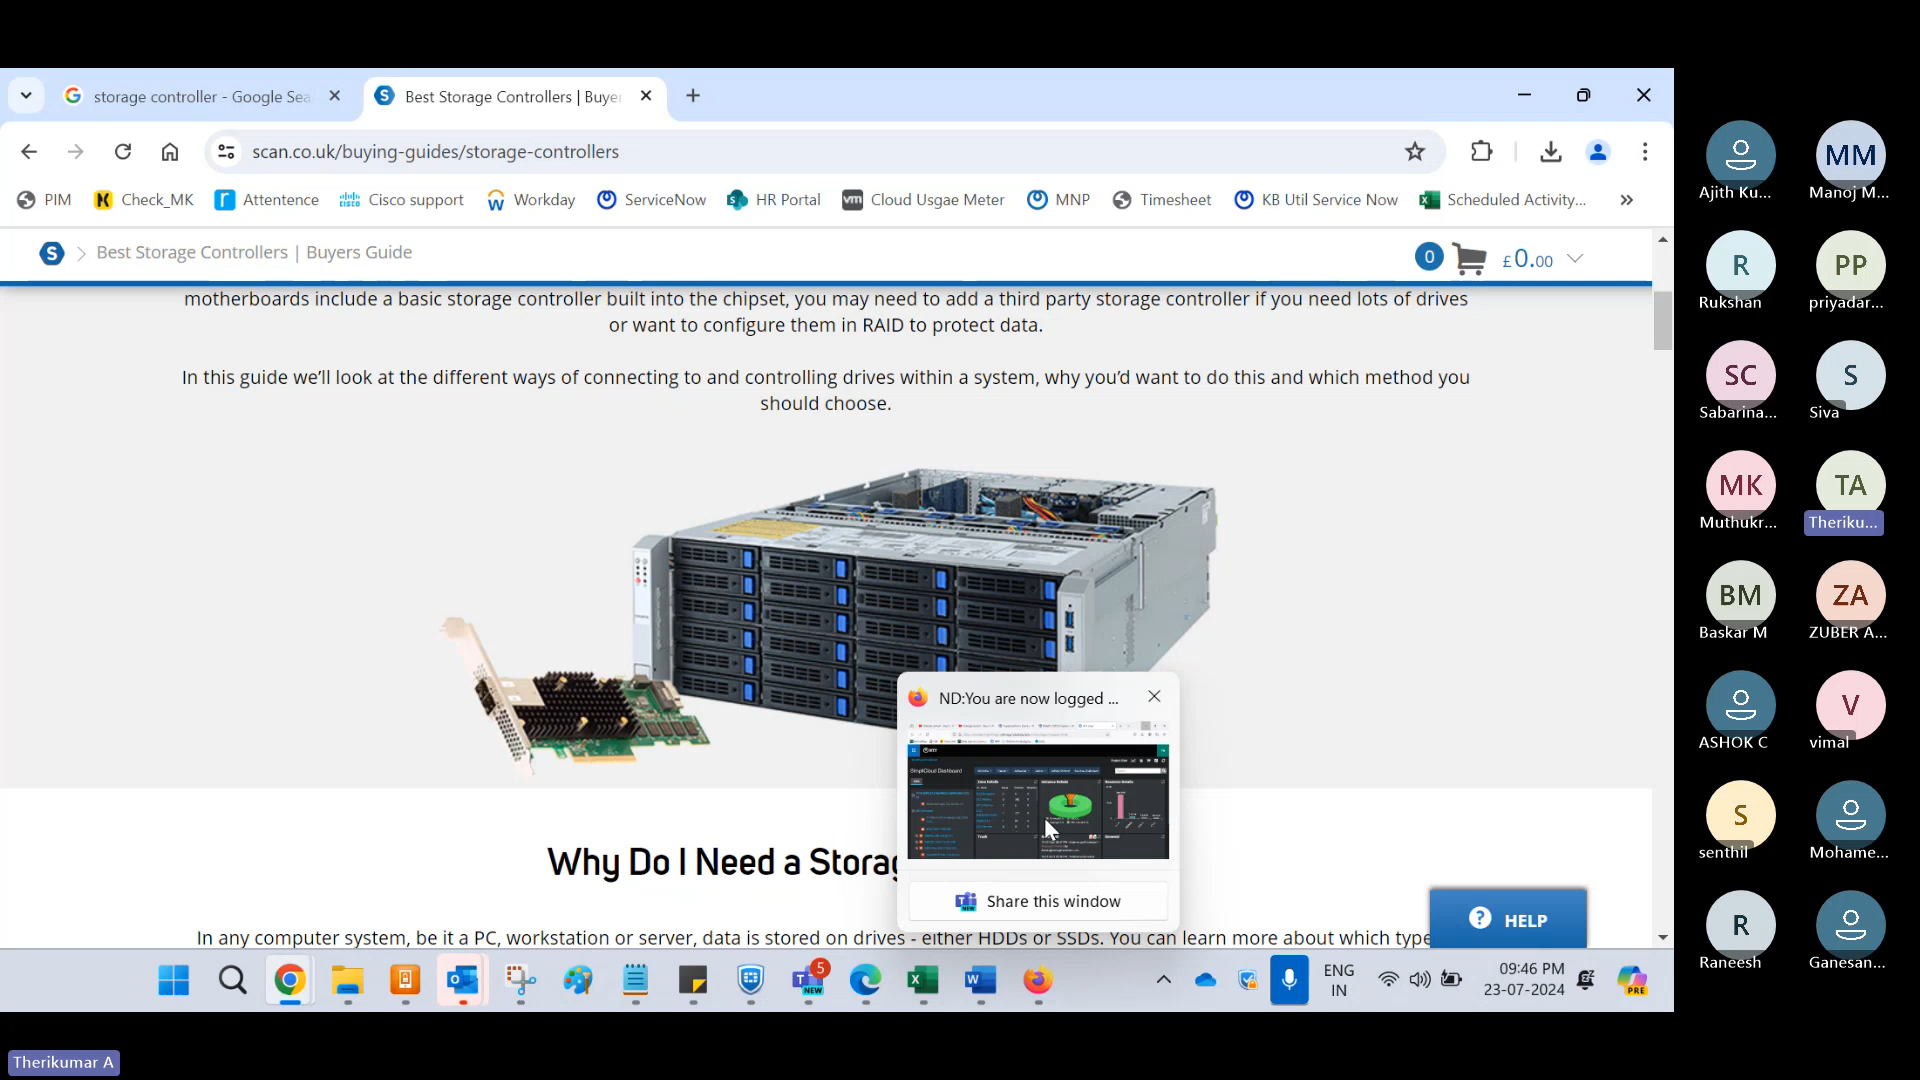 storage controller - Google Sea
Best Storage Controllers | Buye
scan.co.uk/buying-guides/storage-controllers
PIM
Check_MK
Attentence
Cisco support
Workday
ServiceNow
HR Portal
Cloud Usgae Meter
MNP
Timesheet
KB Util Service Now
Scheduled Activity...
Best Storage Controllers | Buyers Guide
0
£0.00
motherboards include a basic storage controller built into the chipset, you may need to add a third party storage controller if you need lots of drives
or want to configure them in RAID to protect data.
In this guide we'll look at the different ways of connecting to and controlling drives within a system, why you'd want to do this and which method you
should choose.
ND:You are now logged ...
SimpliCloud Dashboard
Share this window
Why Do I Need a Storag
In any computer system, be it a PC, workstation or server, data is stored on drives - either HDDs or SSDs. You can learn more about which type
HELP
5
NEW
ENG
IN
09:46 PM
23-07-2024
PRE
Ajith Ku...
MM
Manoj M...
R
Rukshan
PP
priyadar...
SC
Sabarina...
S
Siva
MK
Muthukr...
TA
Theriku...
BM
Baskar M
ZA
ZUBER A...
ASHOK C
V
vimal
S
senthil
Mohame...
R
Raneesh
Ganesan...
Therikumar A